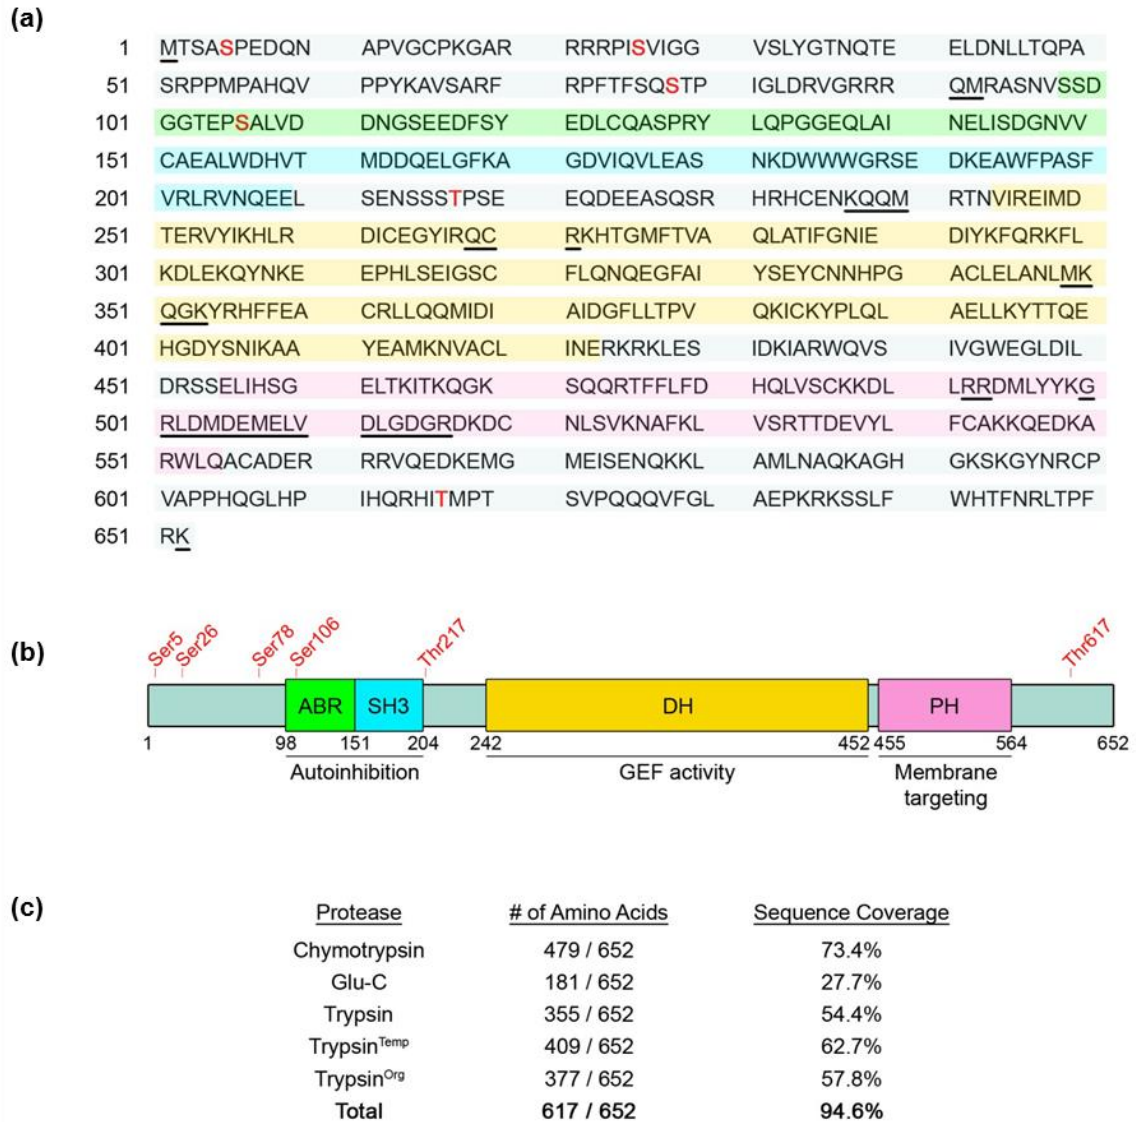 (a)
1 MTSASPEDQN APVGCPKGAR RRRPISVIGG VSLYGTNQTE ELDNLLTQPA
51 SRPPMPAHQV PPYKAVSARF RPFTFSQSTP IGLDRVGRRR QMRASNVSSD
101 GGTEPSALVD DNGSEEDFSY EDLCQASPRY LQPGGEQLAI NELISDGNVV
151 CAEALWDHVT MDDQELGFKA GDVIQVLEAS NKDWWWGRSE DKEAWFPASF
201 VRLRVNQEEL SENSSSTPSE EQDEEASQSR HRHCENKQQM RTNVIREIMD
251 TERVYIKHLR DICEGYIRQC RKHTGMFTVA QLATIFGNIE DIYKFQRKFL
301 KDLEKQYNKE EPHLSEIGSC FLQNQEGFAI YSEYCNNHPG ACLELANLMK
351 QGKYRHFFEA CRLLQQMIDI AIDGFLLTPV QKICKYPLQL AELLKYTTQE
401 HGDYSNIKAA YEAMKNVACL INERKRKLES IDKIARWQVS IVGWEGLDIL
451 DRSSELIHSG ELTKITKQGK SQQRTFFLFD HQLVSCKKDL LRRDMLYYKG
501 RLDMDEMELV DLGDGRDKDC NLSVKNAFKL VSRTTDEVYL FCAKKQEDKA
551 RWLQACADER RRVQEDKEMG MEISENQKKL AMLNAQKAGH GKSKGYNRCP
601 VAPPHQGLHP IHQRHITMPT SVPQQQVFGL AEPKRKSSLF WHTFNRLTPF
651 RK
(b)
Ser5 Ser26 Ser78 Ser106 Thr217 Thr617
ABR SH3 DH PH
1 98 151 204 242 452 455 564 652
Autoinhibition GEF activity Membrane
targeting
(c)
Protease # of Amino Acids Sequence Coverage
Chymotrypsin 479 / 652 73.4%
Glu-C 181 / 652 27.7%
Trypsin 355 / 652 54.4%
Trypsin^Temp 409 / 652 62.7%
Trypsin^Org 377 / 652 57.8%
Total 617 / 652 94.6%